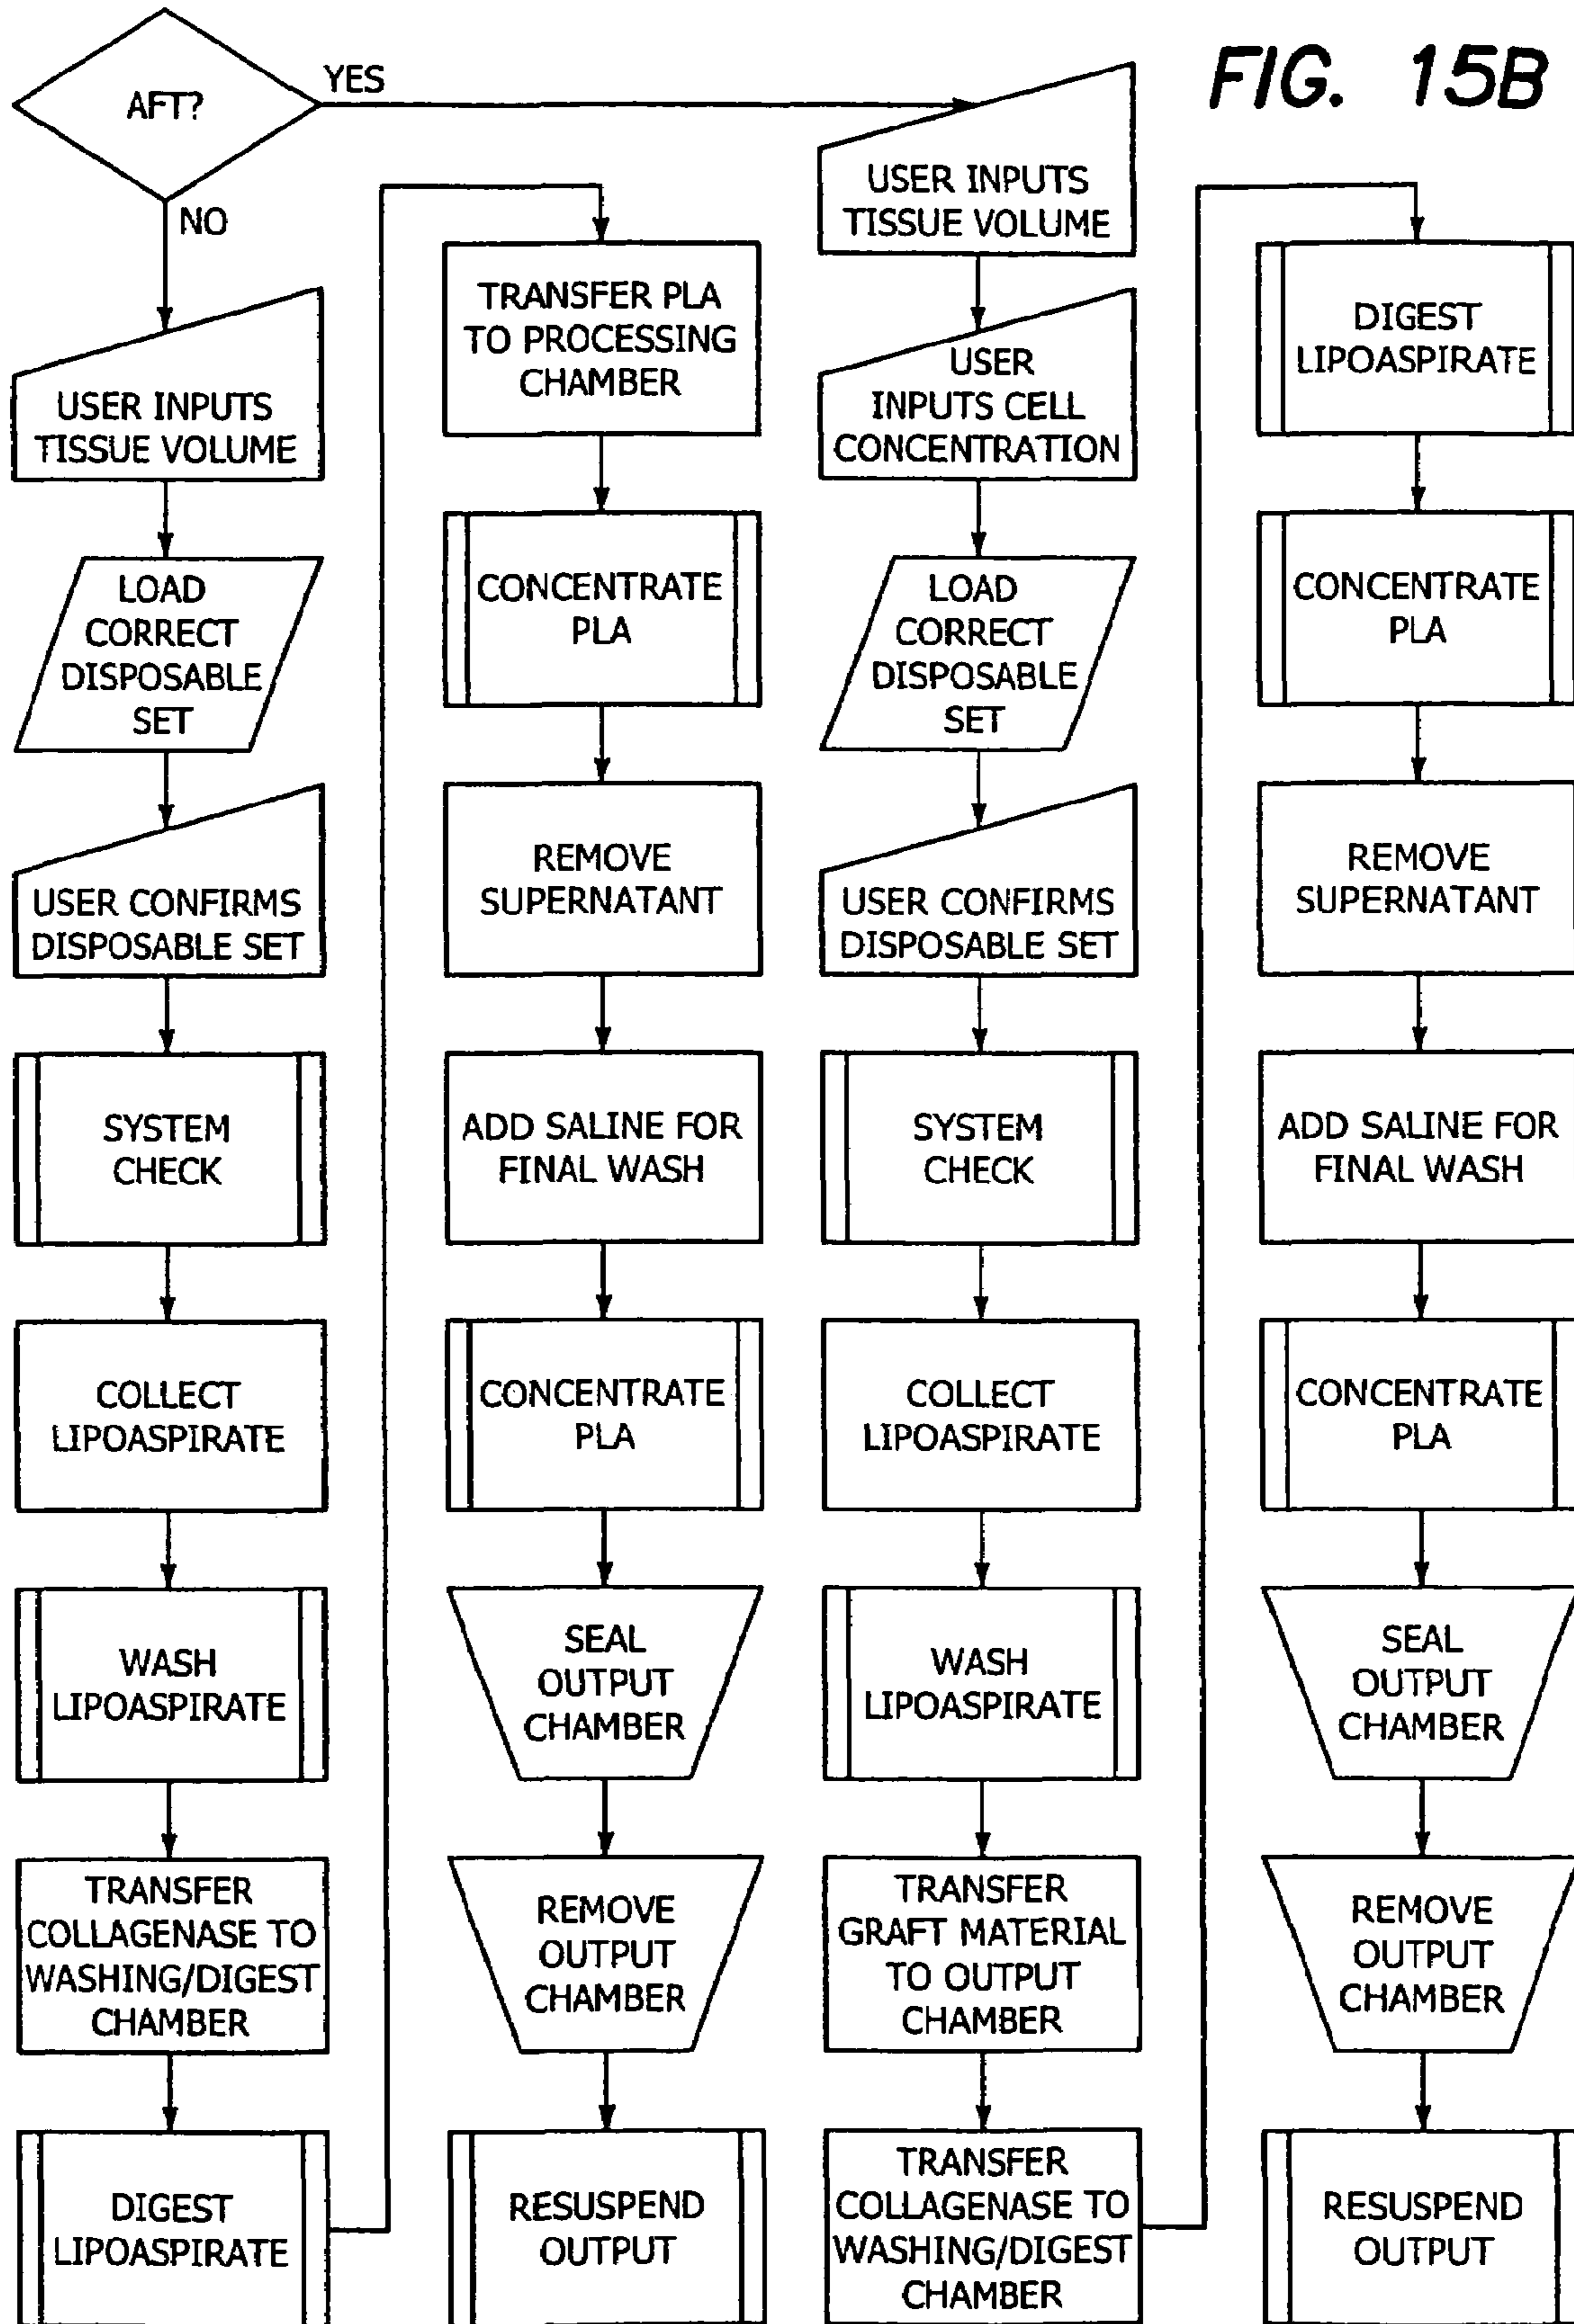 FIG. 15B
AFT?
YES
NO
USER INPUTS
TISSUE VOLUME
LOAD
CORRECT
DISPOSABLE
SET
USER CONFIRMS
DISPOSABLE SET
SYSTEM
CHECK
COLLECT
LIPOASPIRATE
WASH
LIPOASPIRATE
TRANSFER
COLLAGENASE TO
WASHING/DIGEST
CHAMBER
DIGEST
LIPOASPIRATE
TRANSFER PLA
TO PROCESSING
CHAMBER
CONCENTRATE
PLA
REMOVE
SUPERNATANT
ADD SALINE FOR
FINAL WASH
CONCENTRATE
PLA
SEAL
OUTPUT
CHAMBER
REMOVE
OUTPUT
CHAMBER
RESUSPEND
OUTPUT
USER INPUTS
TISSUE VOLUME
USER
INPUTS CELL
CONCENTRATION
LOAD
CORRECT
DISPOSABLE
SET
USER CONFIRMS
DISPOSABLE SET
SYSTEM
CHECK
COLLECT
LIPOASPIRATE
WASH
LIPOASPIRATE
TRANSFER
GRAFT MATERIAL
TO OUTPUT
CHAMBER
TRANSFER
COLLAGENASE TO
WASHING/DIGEST
CHAMBER
DIGEST
LIPOASPIRATE
CONCENTRATE
PLA
REMOVE
SUPERNATANT
ADD SALINE FOR
FINAL WASH
CONCENTRATE
PLA
SEAL
OUTPUT
CHAMBER
REMOVE
OUTPUT
CHAMBER
RESUSPEND
OUTPUT